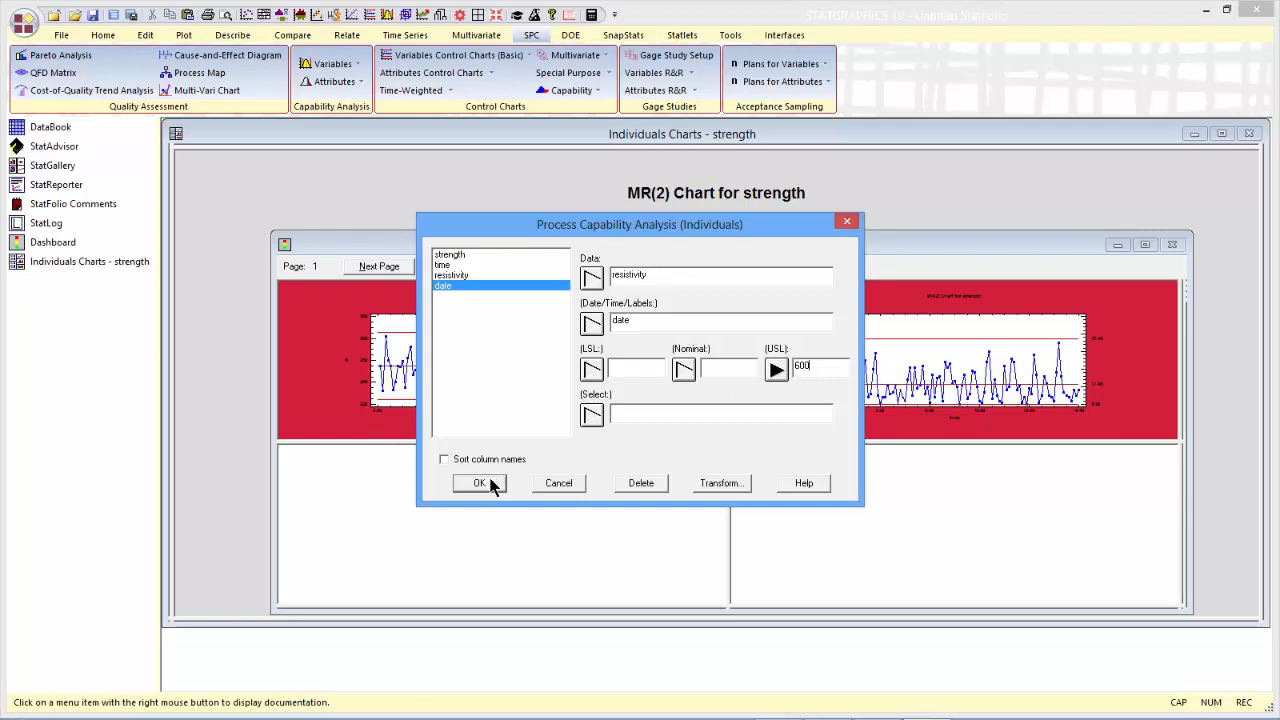 STATGRAPHICS 17 - Untitled StatFolio
File Home Edit Plot Describe Compare Relate Time Series Multivariate SPC DOE SnapStats Statlets Tools Interfaces
Pareto Analysis Cause-and-Effect Diagram Variables Variables Control Charts (Basic) Multivariate Gage Study Setup Plans for Variables
QFD Matrix Process Map Attributes Attributes Control Charts Special Purpose Variables R&R Plans for Attributes
Cost-of-Quality Trend Analysis Multi-Vari Chart Time-Weighted Capability Attributes R&R
Quality Assessment Capability Analysis Control Charts Gage Studies Acceptance Sampling
DataBook
StatAdvisor
StatGallery
StatReporter
StatFolio Comments
StatLog
Dashboard
Individuals Charts - strength
Individuals Charts - strength
MR(2) Chart for strength
Page: 1 Next Page
MR(2) Chart for strength
Process Capability Analysis (Individuals)
strength
time
resistivity
date
Data:
resistivity
(Date/Time/Labels:)
date
(LSL:) (Nominal:) (USL):
600
(Select:)
Sort column names
OK Cancel Delete Transform... Help
Click on a menu item with the right mouse button to display documentation. CAP NUM REC